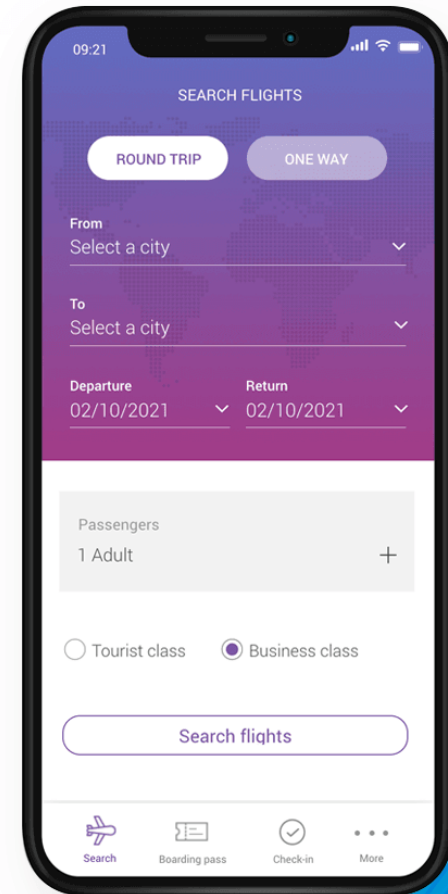 09:21
SEARCH FLIGHTS
ROUND TRIP ONE WAY
From
Select a city
To
Select a city
Departure Return
02/10/2021 02/10/2021
Passengers
1 Adult
Tourist class Business class
Search flights
Search Boarding pass Check-in More